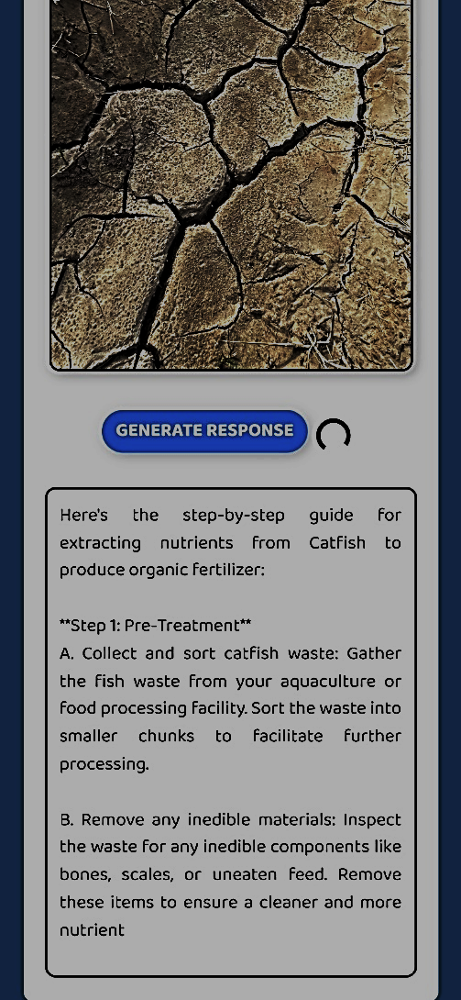 GENERATE RESPONSE
Here's the step-by-step guide for
extracting nutrients from Catfish to
produce organic fertilizer:
**Step 1: Pre-Treatment**
A. Collect and sort catfish waste: Gather
the fish waste from your aquaculture or
food processing facility. Sort the waste into
smaller chunks to facilitate further
processing.
B. Remove any inedible materials: Inspect
the waste for any inedible components like
bones, scales, or uneaten feed. Remove
these items to ensure a cleaner and more
nutrient